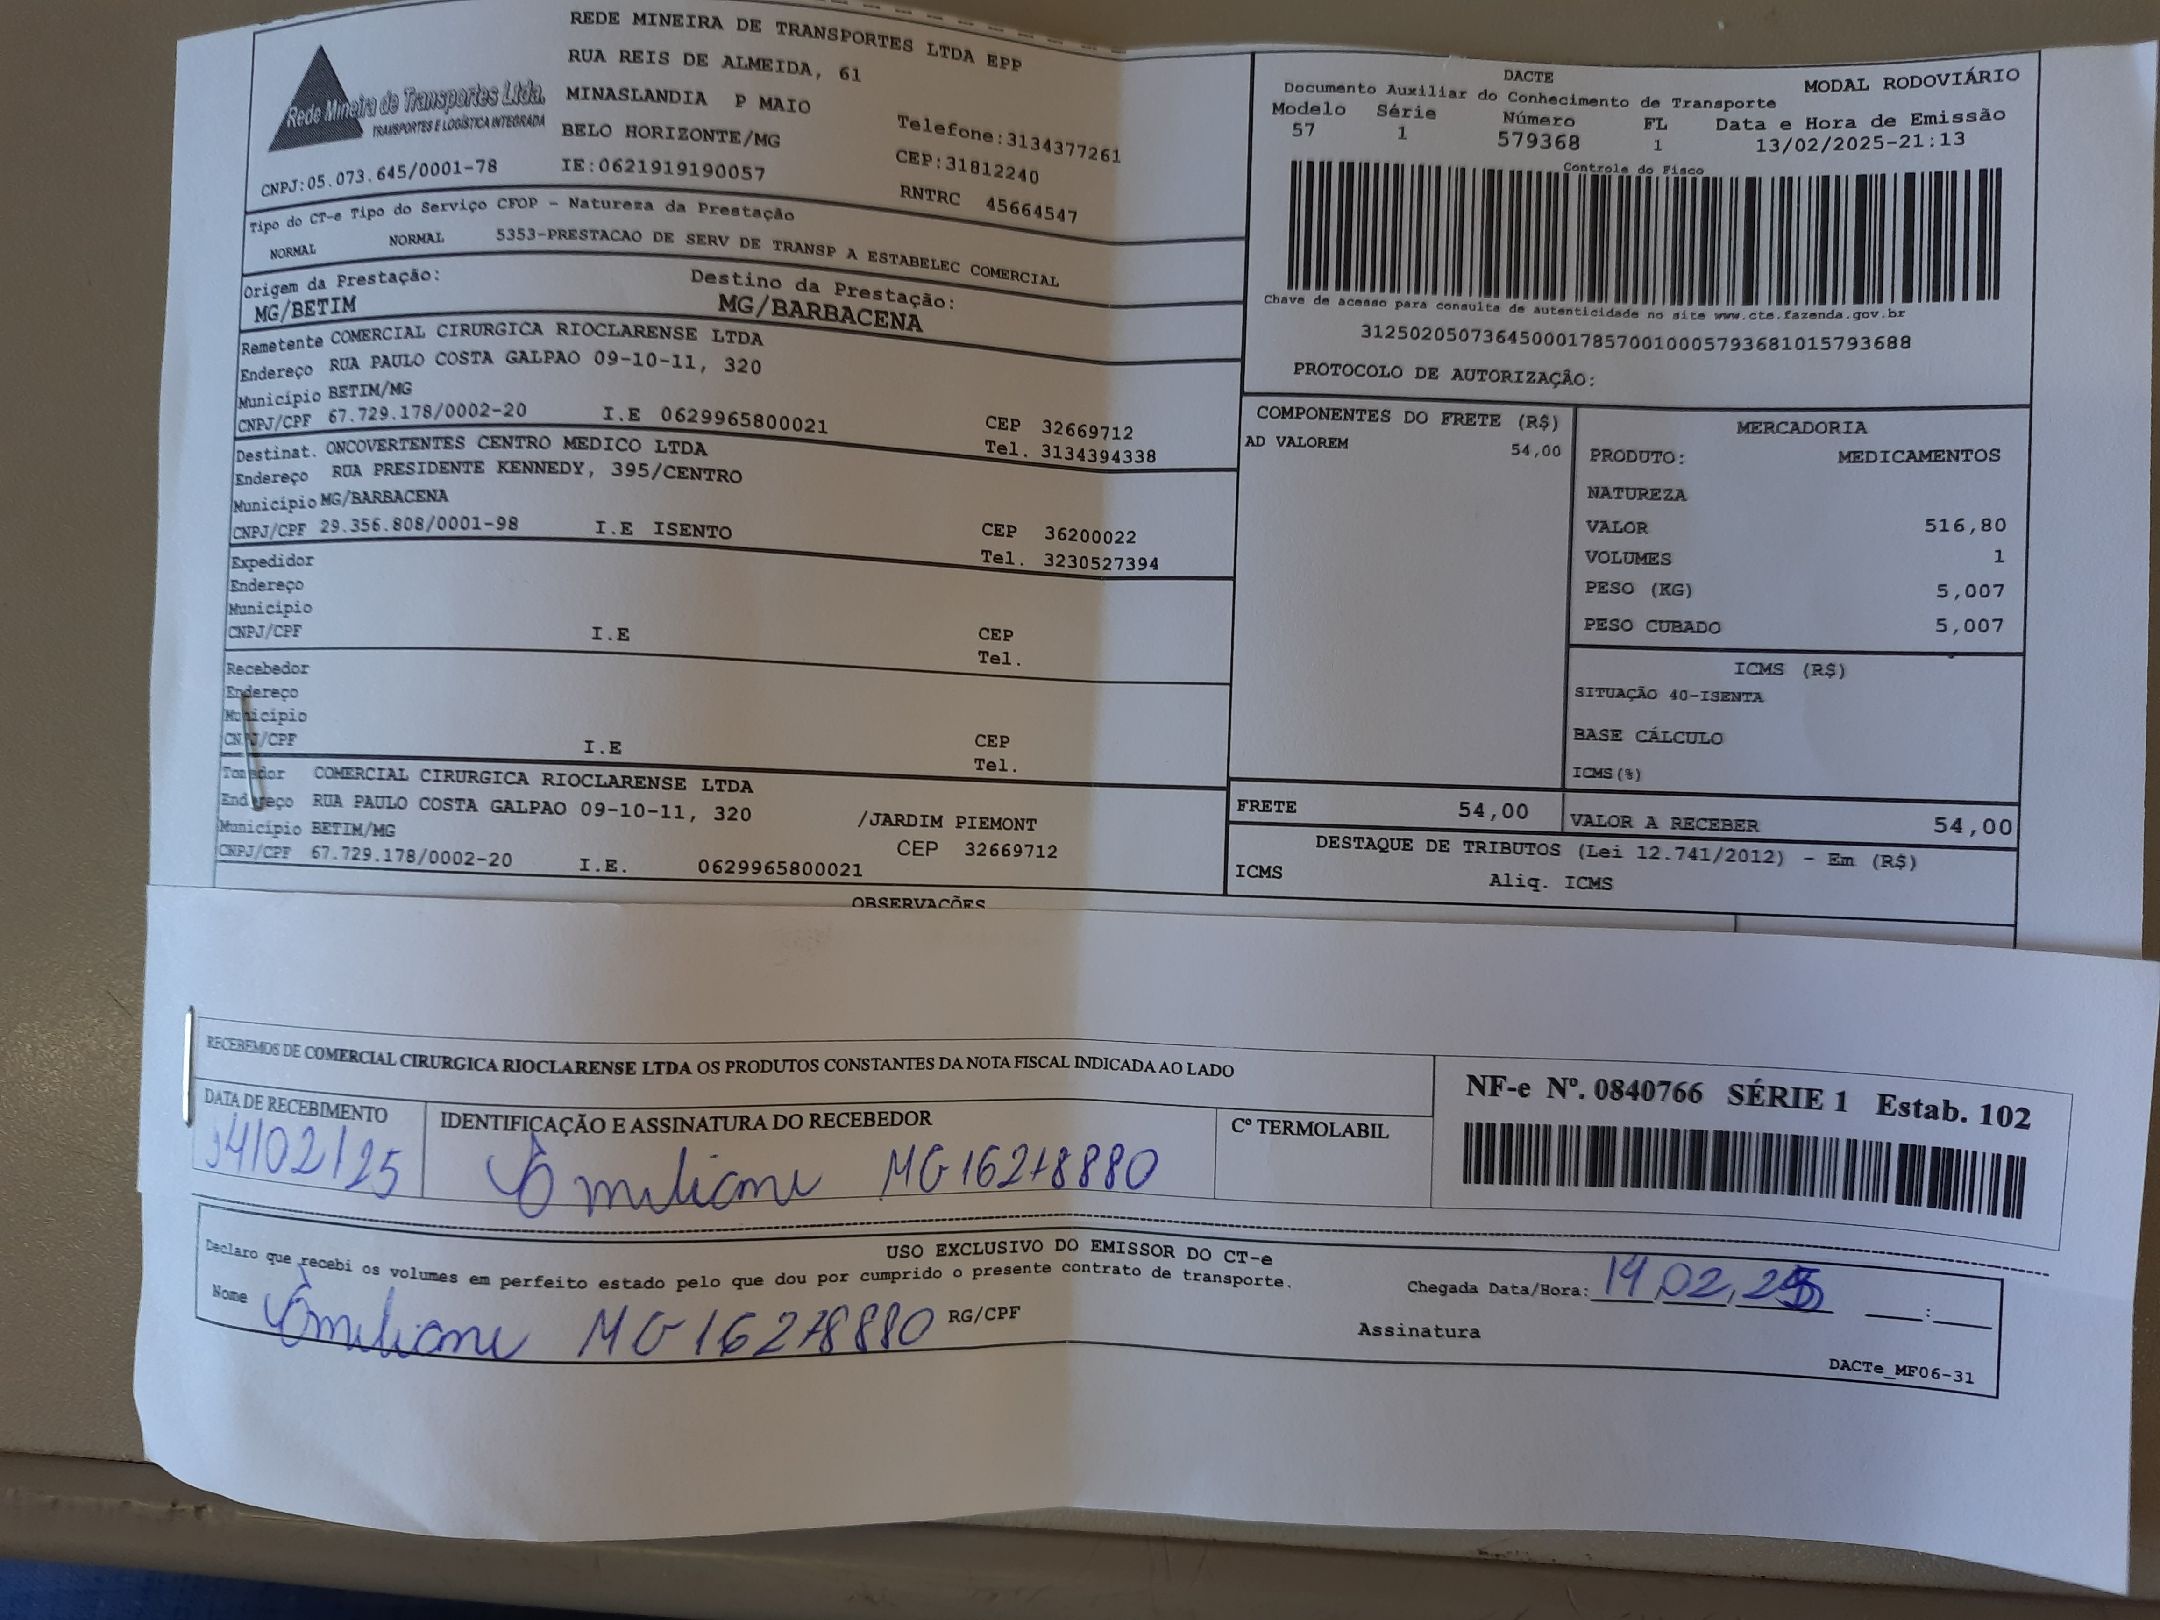 Rede Mineira de Transportes Ltda.
TRANSPORTES E LOGÍSTICA INTEGRADA
CNPJ:05.073.645/0001-78
REDE MINEIRA DE TRANSPORTES LTDA EPP
RUA REIS DE ALMEIDA, 61
MINASLANDIA P MAIO
BELO HORIZONTE/MG
IE:0621919190057
Telefone:3134377261
CEP:31812240
RNTRC 45664547
Tipo do CT-e Tipo do Serviço CFOP - Natureza da Prestação
NORMAL NORMAL 5353-PRESTACAO DE SERV DE TRANSP A ESTABELEC COMERCIAL
Origem da Prestação: Destino da Prestação:
MG/BETIM MG/BARBACENA
Remetente COMERCIAL CIRURGICA RIOCLARENSE LTDA
Endereço RUA PAULO COSTA GALPAO 09-10-11, 320
Município BETIM/MG
CNPJ/CPF 67.729.178/0002-20 I.E 0629965800021 CEP 32669712
Tel. 3134394338
Destinat. ONCOVERTENTES CENTRO MEDICO LTDA
Endereço RUA PRESIDENTE KENNEDY, 395/CENTRO
Município MG/BARBACENA
CNPJ/CPF 29.356.808/0001-98 I.E ISENTO CEP 36200022
Tel. 3230527394
Expedidor
Endereço
Município
CNPJ/CPF I.E CEP
Tel.
Recebedor
Endereço
Município
CNPJ/CPF I.E CEP
Tel.
Tomador COMERCIAL CIRURGICA RIOCLARENSE LTDA
Endereço RUA PAULO COSTA GALPAO 09-10-11, 320 /JARDIM PIEMONT
Município BETIM/MG CEP 32669712
CNPJ/CPF 67.729.178/0002-20 I.E. 0629965800021
OBSERVAÇÕES
DACTE MODAL RODOVIÁRIO
Documento Auxiliar do Conhecimento de Transporte
Modelo Série Número FL Data e Hora de Emissão
57 1 579368 1 13/02/2025-21:13
Controle do Fisco
Chave de acesso para consulta de autenticidade no site www.cte.fazenda.gov.br
31250205073645000178570010005793681015793688
PROTOCOLO DE AUTORIZAÇÃO:
COMPONENTES DO FRETE (R$)
AD VALOREM 54,00
MERCADORIA
PRODUTO: MEDICAMENTOS
NATUREZA
VALOR 516,80
VOLUMES 1
PESO (KG) 5,007
PESO CUBADO 5,007
ICMS (R$)
SITUAÇÃO 40-ISENTA
BASE CÁLCULO
ICMS(%)
FRETE 54,00 VALOR A RECEBER 54,00
DESTAQUE DE TRIBUTOS (Lei 12.741/2012) - Em (R$)
ICMS Aliq. ICMS
RECEBEMOS DE COMERCIAL CIRURGICA RIOCLARENSE LTDA OS PRODUTOS CONSTANTES DA NOTA FISCAL INDICADA AO LADO
DATA DE RECEBIMENTO IDENTIFICAÇÃO E ASSINATURA DO RECEBEDOR Cº TERMOLABIL
14/02/25 Emiliane MG16278880
NF-e Nº. 0840766 SÉRIE 1 Estab. 102
USO EXCLUSIVO DO EMISSOR DO CT-e
Declaro que recebi os volumes em perfeito estado pelo que dou por cumprido o presente contrato de transporte.
Chegada Data/Hora: 14,02,25 :
Nome Emiliane MG16278880 RG/CPF Assinatura
DACTe_MF06-31